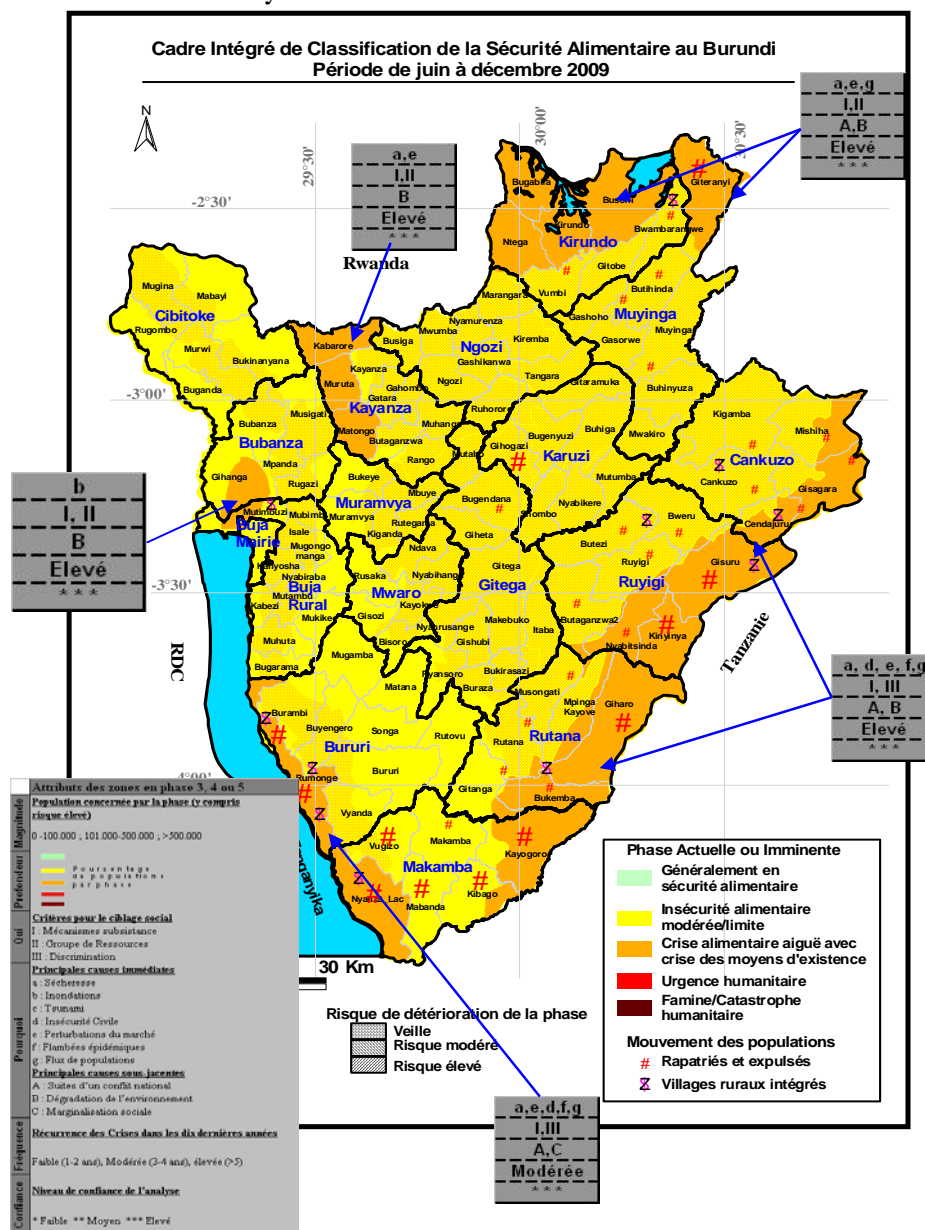 Cadre Intégré de Classification de la Sécurité Alimentaire au Burundi
Période de juin à décembre 2009
N
29°30'
30°00'
30°30'
-2°30'
-3°00'
-3°30'
-4°00'
a,e,g
I,II
A,B
Elevé
* * *
a,e
I,II
B
Elevé
* * *
b
I, II
B
Elevé
* * *
a, d, e, f,g
I, III
A, B
Elevé
* * *
a,e,d,f,g
I,III
A,C
Modérée
* * *
Rwanda
RDC
Tanzanie
Bugabira
Busoni
Giteranyi
Kirundo
Kirundo
Ntega
Bwambarangwe
Gitobe
Vumbi
Butihinda
Marangara
Nyamurenza
Mwumba
Gashoho
Muyinga
Muyinga
Gasorwe
Kiremba
Ngozi
Gashikanwa
Ngozi
Tangara
Gitaramuka
Buhinyuza
Mwakiro
Ruhororo
Mugina
Mabayi
Cibitoke
Rugombo
Murwi
Bukinanyana
Buganda
Kabarore
Busiga
Kayanza
Muruta
Gahombo
Gatara
Kayanza
Matongo
Butaganzwa
Muhanga
Rango
Musigati
Bubanza
Bubanza
Mpanda
Gihanga
Rugazi
Bukeye
Mutaho
Gihogazi
Bugenyuzi
Buhiga
Karuzi
Mutumba
Nyabikere
Shombo
Bugendana
Kigamba
Mishiha
Cankuzo
Cankuzo
Gisagara
Cendajuru
Muramvya
Mbuye
Muramvya
Rutegama
Kiganda
Mutimbuzi
Mubimbi
Buja
Mairie
Isale
Mugongo
manga
Kanyosha
Nyabiraba
Buja
Rural
Mutambu
Kabezi
Mukike
Muhuta
Bugarama
Ndava
Rusaka
Nyabihanga
Mwaro
Kayokwe
Gisozi
Bisoro
Nyabrusange
Giheta
Gitega
Gitega
Makebuko
Itaba
Gishubi
Bukirasazi
Ryansoro
Buraza
Bweru
Butezi
Ruyigi
Ruyigi
Gisuru
Butaganzwa2
Kinyinya
Nyabitsinda
Musongati
Mpinga
Kayove
Giharo
Rutana
Rutana
Gitanga
Bukemba
Mugamba
Matana
Burambi
Buyengero
Songa
Rutovu
Bururi
Bururi
Rumonge
Vyanda
Vugizo
Makamba
Makamba
Kayogoro
Kibago
Mabanda
Nyanza_Lac
30 Km
Attributs des zones en phase 3, 4 ou 5
Magnitude
Population concernée par la phase (y compris
risque élevé)
0 -100.000 ; 101.000-500.000 ; >500.000
Profondeur
Pourcentage
de populations
par phase
Qui
Critères pour le ciblage social
I : Mécanismes subsistance
II : Groupe de Ressources
III : Discrimination
Pourquoi
Principales causes immédiates
a : Sécheresse
b : Inondations
c : Tsunami
d : Insécurité Civile
e : Perturbations du marché
f : Flambées épidémiques
g : Flux de populations
Principales causes sous-jacentes
A : Suites d'un conflit national
B : Dégradation de l'environnement
C : Marginalisation sociale
Fréquence
Récurrence des Crises dans les dix dernières années
Faible (1-2 ans), Modérée (3-4 ans), élevée (>5)
Confiance
Niveau de confiance de l'analyse
* Faible ** Moyen *** Elevé
Risque de détérioration de la phase
Veille
Risque modéré
Risque élevé
Phase Actuelle ou Imminente
Généralement en
sécurité alimentaire
Insécurité alimentaire
modérée/limite
Crise alimentaire aiguë avec
crise des moyens d'existence
Urgence humanitaire
Famine/Catastrophe
humanitaire
Mouvement des populations
# Rapatriés et expulsés
Villages ruraux intégrés